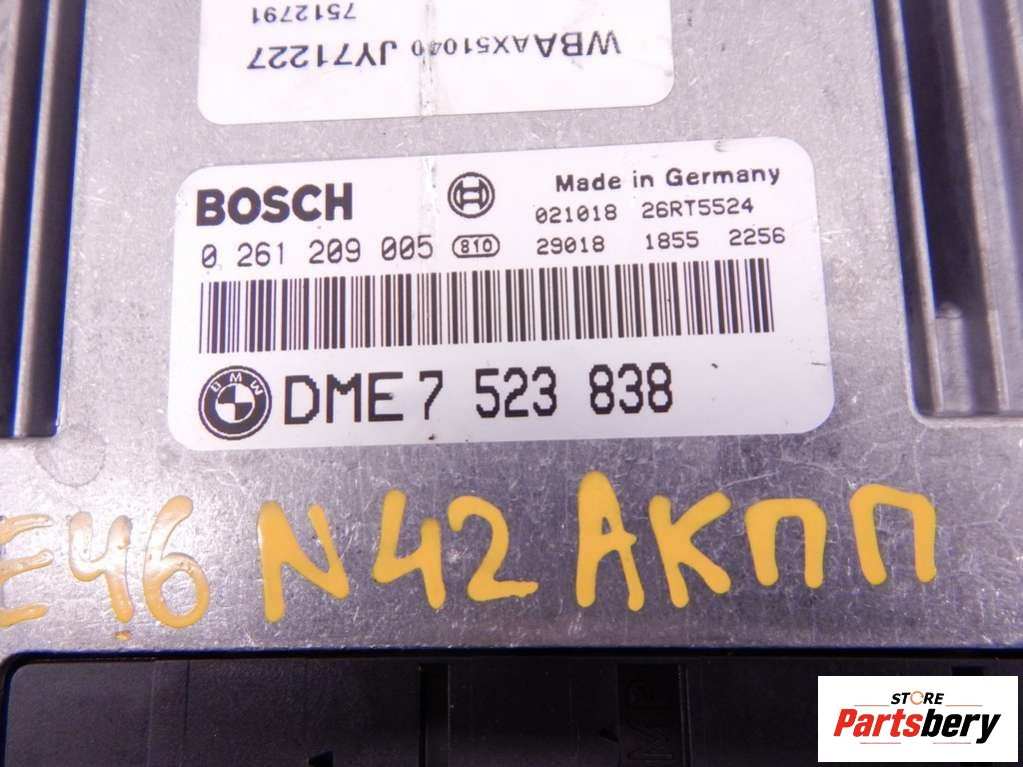 7512791
WBAAX51040 JY71227
BOSCH
Made in Germany
021018 26RT5524
0 261 209 005 810 29018 1855 2256
BMW DME 7 523 838
E46 N42 АКПП
STORE
Partsbery